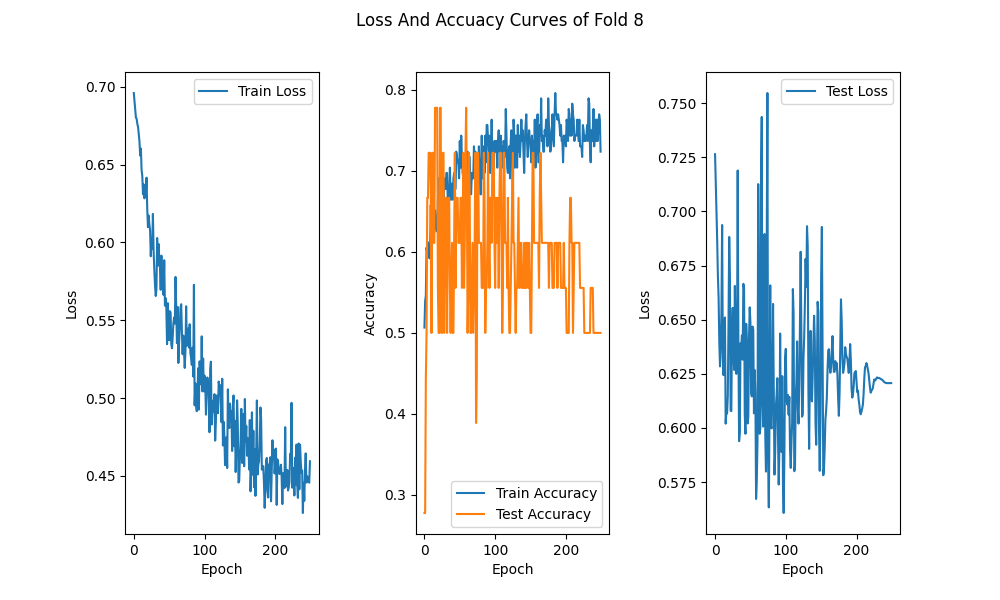 Loss And Accuacy Curves of Fold 8
Train Loss
0.70
0.65
0.60
0.55
0.50
0.45
Loss
0
100
200
Epoch
0.8
0.7
0.6
0.5
0.4
0.3
Accuracy
Train Accuracy
Test Accuracy
0
100
200
Epoch
Test Loss
0.750
0.725
0.700
0.675
0.650
0.625
0.600
0.575
Loss
0
100
200
Epoch